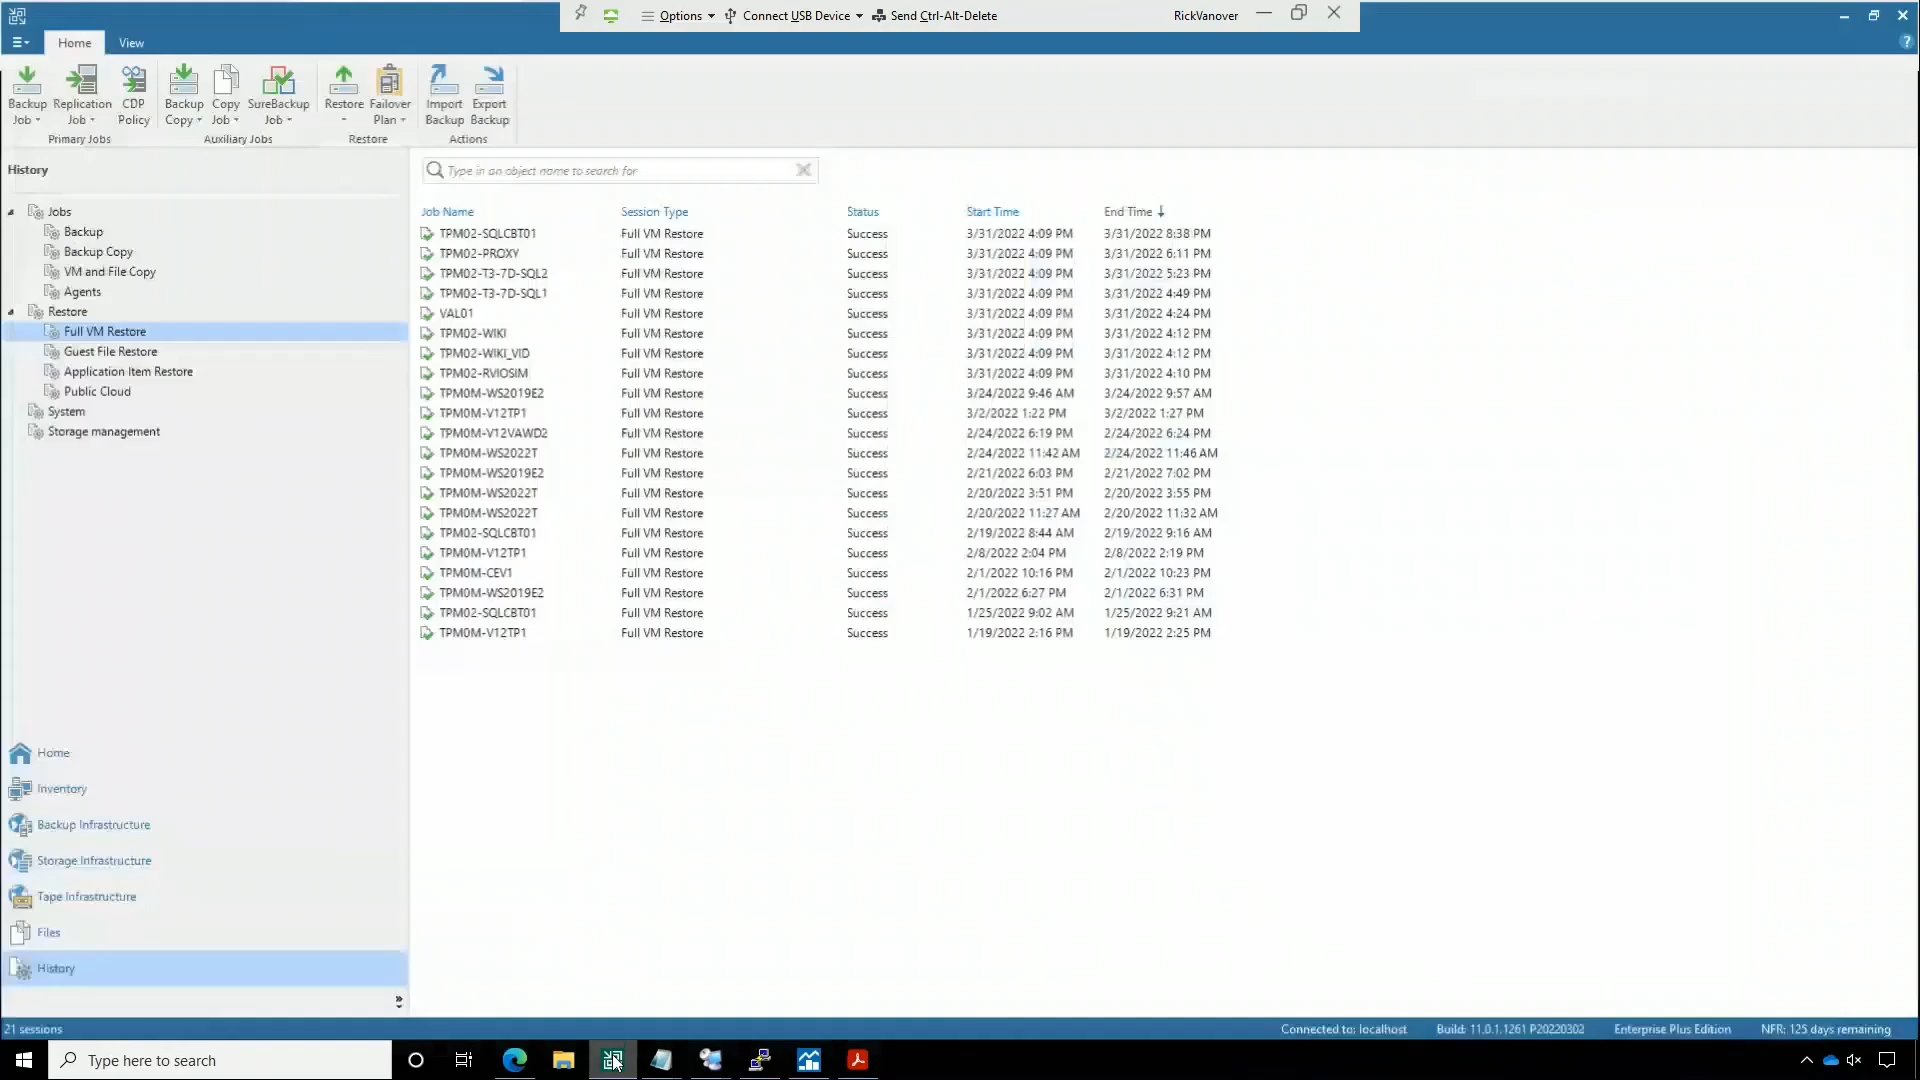 Options
Connect USB Device
Send Ctrl-Alt-Delete
RickVanover
Home
View
Backup Job
Replication Job
CDP Policy
Backup Copy
Copy Job
SureBackup Job
Restore
Failover Plan
Import Backup
Export Backup
Primary Jobs
Auxiliary Jobs
Restore
Actions
History
Jobs
Backup
Backup Copy
VM and File Copy
Agents
Restore
Full VM Restore
Guest File Restore
Application Item Restore
Public Cloud
System
Storage management
Home
Inventory
Backup Infrastructure
Storage Infrastructure
Tape Infrastructure
Files
History
Type in an object name to search for
Job Name Session Type Status Start Time End Time
TPM02-SQLCBT01 Full VM Restore Success 3/31/2022 4:09 PM 3/31/2022 8:38 PM
TPM02-PROXY Full VM Restore Success 3/31/2022 4:09 PM 3/31/2022 6:11 PM
TPM02-T3-7D-SQL2 Full VM Restore Success 3/31/2022 4:09 PM 3/31/2022 5:23 PM
TPM02-T3-7D-SQL1 Full VM Restore Success 3/31/2022 4:09 PM 3/31/2022 4:49 PM
VAL01 Full VM Restore Success 3/31/2022 4:09 PM 3/31/2022 4:24 PM
TPM02-WIKI Full VM Restore Success 3/31/2022 4:09 PM 3/31/2022 4:12 PM
TPM02-WIKI_VID Full VM Restore Success 3/31/2022 4:09 PM 3/31/2022 4:12 PM
TPM02-RVIOSIM Full VM Restore Success 3/31/2022 4:09 PM 3/31/2022 4:10 PM
TPM0M-WS2019E2 Full VM Restore Success 3/24/2022 9:46 AM 3/24/2022 9:57 AM
TPM0M-V12TP1 Full VM Restore Success 3/2/2022 1:22 PM 3/2/2022 1:27 PM
TPM0M-V12VAWD2 Full VM Restore Success 2/24/2022 6:19 PM 2/24/2022 6:24 PM
TPM0M-WS2022T Full VM Restore Success 2/24/2022 11:42 AM 2/24/2022 11:46 AM
TPM0M-WS2019E2 Full VM Restore Success 2/21/2022 6:03 PM 2/21/2022 7:02 PM
TPM0M-WS2022T Full VM Restore Success 2/20/2022 3:51 PM 2/20/2022 3:55 PM
TPM0M-WS2022T Full VM Restore Success 2/20/2022 11:27 AM 2/20/2022 11:32 AM
TPM02-SQLCBT01 Full VM Restore Success 2/19/2022 8:44 AM 2/19/2022 9:16 AM
TPM0M-V12TP1 Full VM Restore Success 2/8/2022 2:04 PM 2/8/2022 2:19 PM
TPM0M-CEV1 Full VM Restore Success 2/1/2022 10:16 PM 2/1/2022 10:23 PM
TPM0M-WS2019E2 Full VM Restore Success 2/1/2022 6:27 PM 2/1/2022 6:31 PM
TPM02-SQLCBT01 Full VM Restore Success 1/25/2022 9:02 AM 1/25/2022 9:21 AM
TPM0M-V12TP1 Full VM Restore Success 1/19/2022 2:16 PM 1/19/2022 2:25 PM
21 sessions
Connected to: localhost
Build: 11.0.1.1261 P20220302
Enterprise Plus Edition
NFR: 125 days remaining
Type here to search